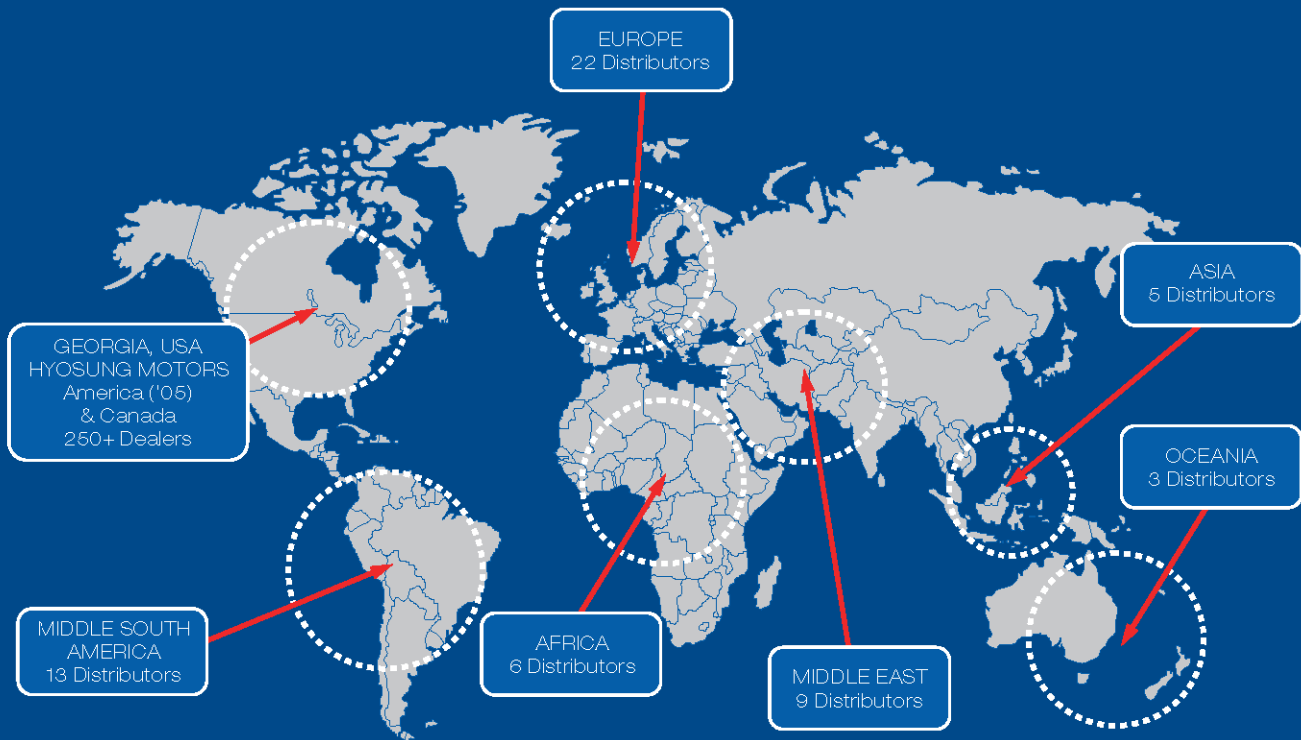 EUROPE
22 Distributors
ASIA
5 Distributors
GEORGIA, USA
HYOSUNG MOTORS
America ('05)
& Canada
250+ Dealers
OCEANIA
3 Distributors
MIDDLE SOUTH
AMERICA
13 Distributors
AFRICA
6 Distributors
MIDDLE EAST
9 Distributors